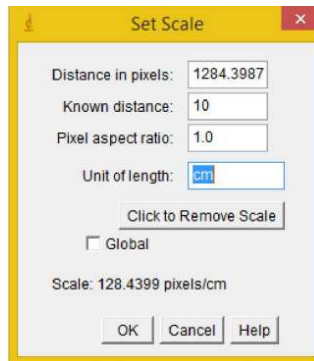 Set Scale
Distance in pixels: 1284.3987
Known distance: 10
Pixel aspect ratio: 1.0
Unit of length: cm
Click to Remove Scale
Global
Scale: 128.4399 pixels/cm
OK Cancel Help